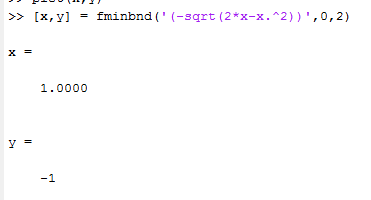 >> [x,y] = fminbnd('(-sqrt(2*x-x.^2))',0,2)
x =
1.0000
y =
-1